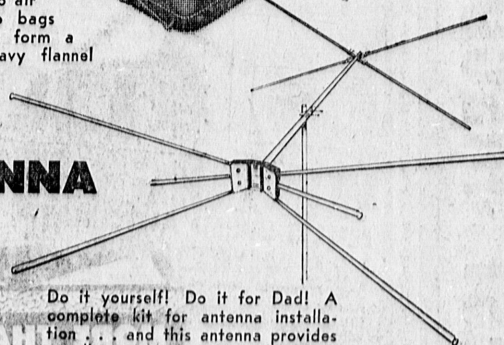 air
bags
form a
avy flannel
NNA
Do it yourself! Do it for Dad! A
complete kit for antenna installa-
tion . . . and this antenna provides